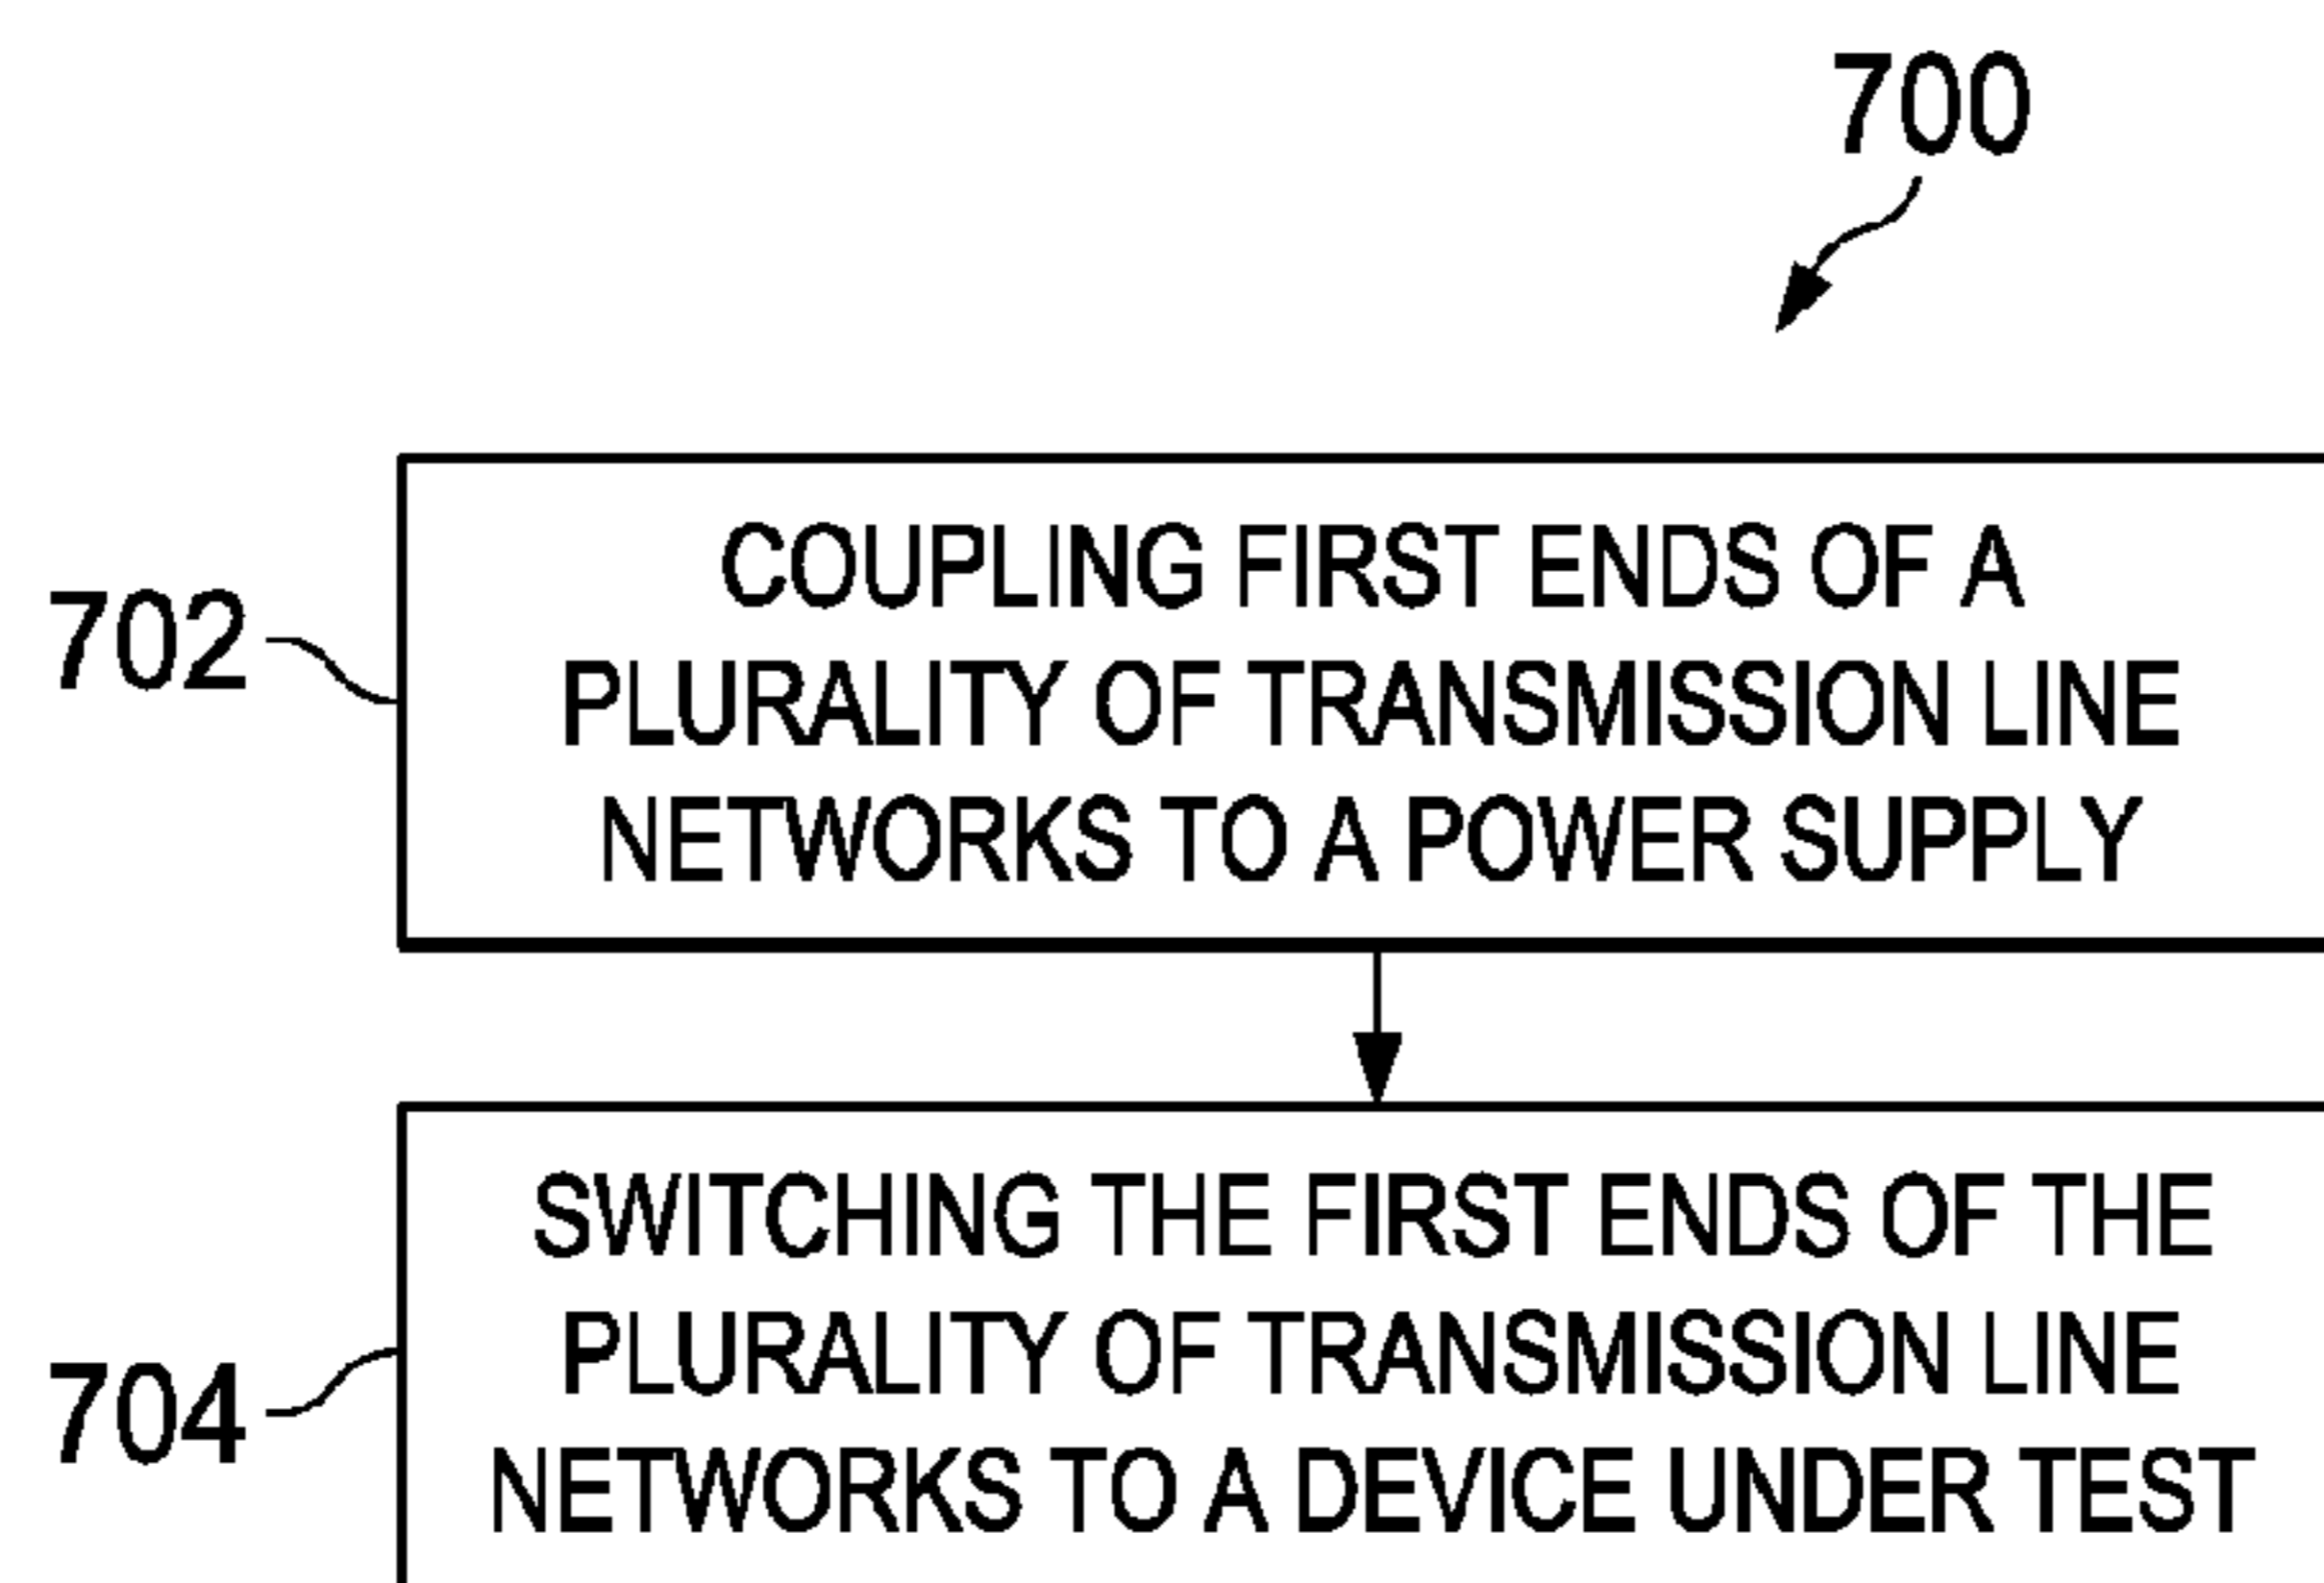 700
702
COUPLING FIRST ENDS OF A
PLURALITY OF TRANSMISSION LINE
NETWORKS TO A POWER SUPPLY
704
SWITCHING THE FIRST ENDS OF THE
PLURALITY OF TRANSMISSION LINE
NETWORKS TO A DEVICE UNDER TEST